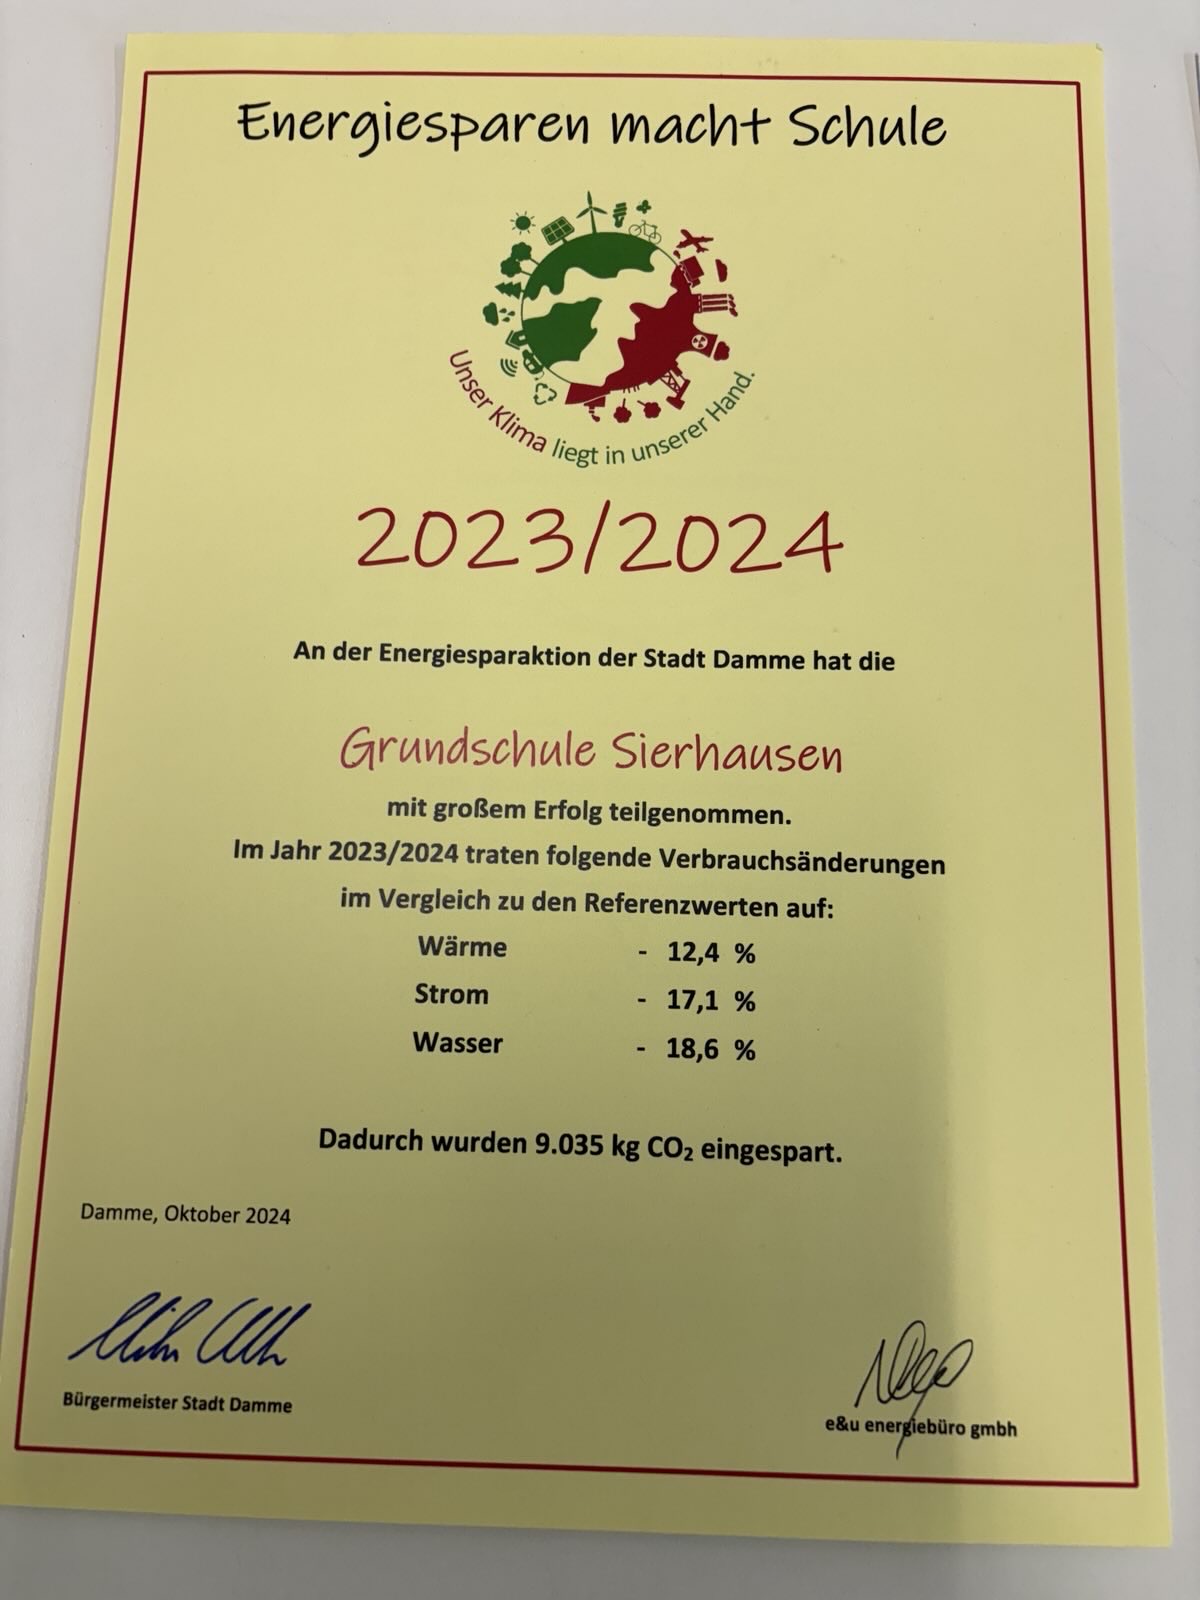 Energiesparen macht Schule
Unser Klima liegt in unserer Hand.
2023/2024
An der Energiesparaktion der Stadt Damme hat die
Grundschule Sierhausen
mit großem Erfolg teilgenommen.
Im Jahr 2023/2024 traten folgende Verbrauchsänderungen
im Vergleich zu den Referenzwerten auf:
Wärme - 12,4 %
Strom - 17,1 %
Wasser - 18,6 %
Dadurch wurden 9.035 kg CO₂ eingespart.
Damme, Oktober 2024
Bürgermeister Stadt Damme
e&u energiebüro gmbh